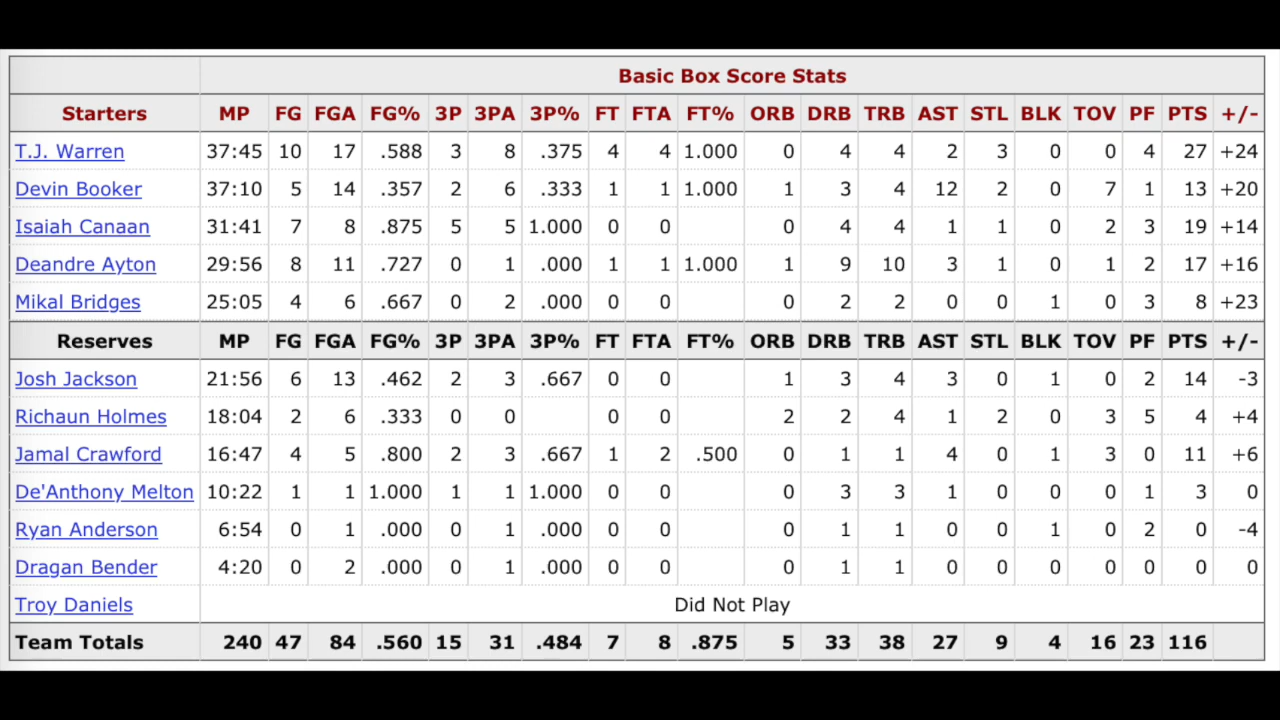 Basic Box Score Stats
Starters MP FG FGA FG% 3P 3PA 3P% FT FTA FT% ORB DRB TRB AST STL BLK TOV PF PTS +/-
T.J. Warren 37:45 10 17 .588 3 8 .375 4 4 1.000 0 4 4 2 3 0 0 4 27 +24
Devin Booker 37:10 5 14 .357 2 6 .333 1 1 1.000 1 3 4 12 2 0 7 1 13 +20
Isaiah Canaan 31:41 7 8 .875 5 5 1.000 0 0 0 4 4 1 1 0 2 3 19 +14
Deandre Ayton 29:56 8 11 .727 0 1 .000 1 1 1.000 1 9 10 3 1 0 1 2 17 +16
Mikal Bridges 25:05 4 6 .667 0 2 .000 0 0 0 2 2 0 0 1 0 3 8 +23
Reserves MP FG FGA FG% 3P 3PA 3P% FT FTA FT% ORB DRB TRB AST STL BLK TOV PF PTS +/-
Josh Jackson 21:56 6 13 .462 2 3 .667 0 0 1 3 4 3 0 1 0 2 14 -3
Richaun Holmes 18:04 2 6 .333 0 0 0 0 2 2 4 1 2 0 3 5 4 +4
Jamal Crawford 16:47 4 5 .800 2 3 .667 1 2 .500 0 1 1 4 0 1 3 0 11 +6
De'Anthony Melton 10:22 1 1 1.000 1 1 1.000 0 0 0 3 3 1 0 0 0 1 3 0
Ryan Anderson 6:54 0 1 .000 0 1 .000 0 0 0 1 1 0 0 1 0 2 0 -4
Dragan Bender 4:20 0 2 .000 0 1 .000 0 0 0 1 1 0 0 0 0 0 0 0
Troy Daniels Did Not Play
Team Totals 240 47 84 .560 15 31 .484 7 8 .875 5 33 38 27 9 4 16 23 116